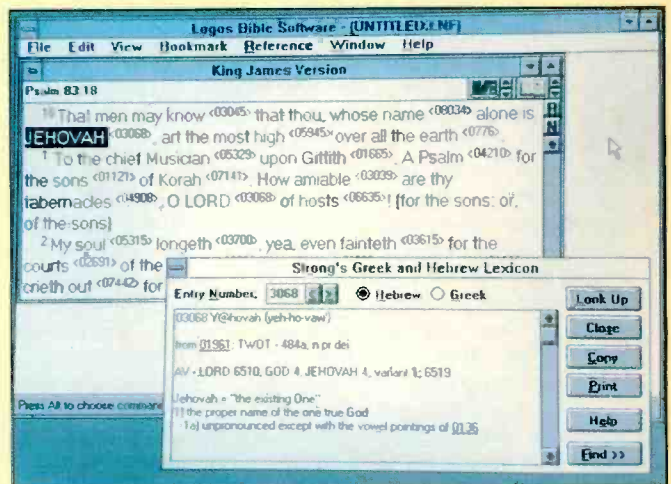 Logos Bible Software - (UNTITLED.LNF)
File Edit View Bookmark Reference Window Help
King James Version
Psalm 83:18
18 That men may know <03045> that thou, whose name <08034> alone is
JEHOVAH <03068>, art the most high <05945> over all the earth <0776>.
1 To the chief Musician <05329> upon Gittith <01665>, A Psalm <04210> for
the sons <01121> of Korah <07141>. How amiable <03039> are thy
tabernacles <04908>, O LORD <03068> of hosts <06635>! {for the sons: or,
of the sons}
2 My soul <05315> longeth <03700>, yea, even fainteth <03615> for the
courts <02691> of the
crieth out <07442> for
Strong's Greek and Hebrew Lexicon
Entry Number: 3068 < > Hebrew Greek
Look Up
Close
Copy
Print
Help
Find >>
03068 Y@hovah (yeh-ho-vaw')
from 01961; TWOT - 484a; n pr dei
AV - LORD 6510, GOD 4, JEHOVAH 4, variant 1; 6519
Jehovah = "the existing One"
1) the proper name of the one true God
1a) unpronounced except with the vowel pointings of 0136
Press Alt to choose command